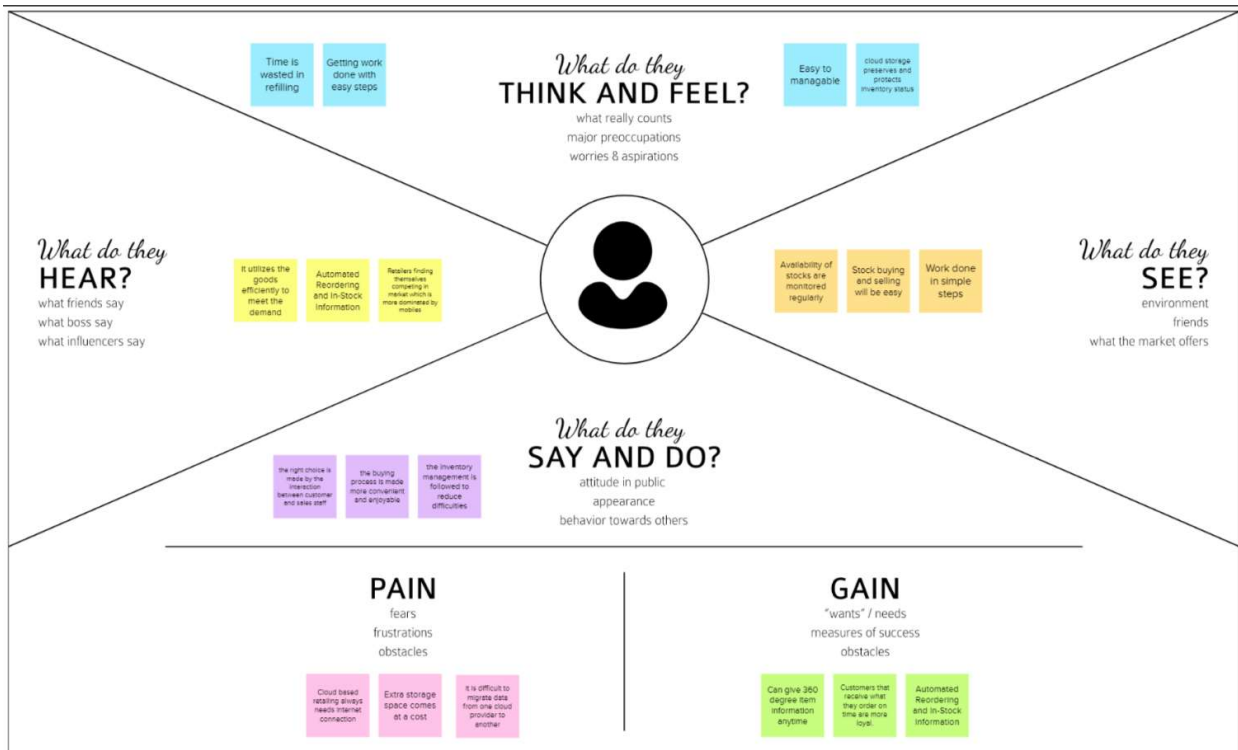 Time is
wasted in
refilling
Getting work
done with
easy steps
What do they
THINK AND FEEL?
what really counts
major preoccupations
worries & aspirations
Easy to
managable
cloud storage
preserves and
protects
inventory status
What do they
HEAR?
what friends say
what boss say
what influencers say
It utilizes the
goods
efficiently to
meet the
demand
Automated
Reordering
and In-Stock
Information
Retailers finding
themselves
competing in
market which is
more dominated by
mobiles
Availability of
stocks are
monitored
regularly
Stock buying
and selling
will be easy
Work done
in simple
steps
What do they
SEE?
environment
friends
what the market offers
What do they
SAY AND DO?
attitude in public
appearance
behavior towards others
the right choice is
made by the
interaction
between customer
and sales staff
the buying
process is made
more convenient
and enjoyable
the inventory
management is
followed to
reduce
difficulties
PAIN
fears
frustrations
obstacles
Cloud based
retailing always
needs internet
connection
Extra storage
space comes
at a cost
It is difficult to
migrate data
from one cloud
provider to
another
GAIN
"wants" / needs
measures of success
obstacles
Can give 360
degree item
information
anytime
Customers that
receive what
they order on
time are more
loyal.
Automated
Reordering
and In-Stock
Information